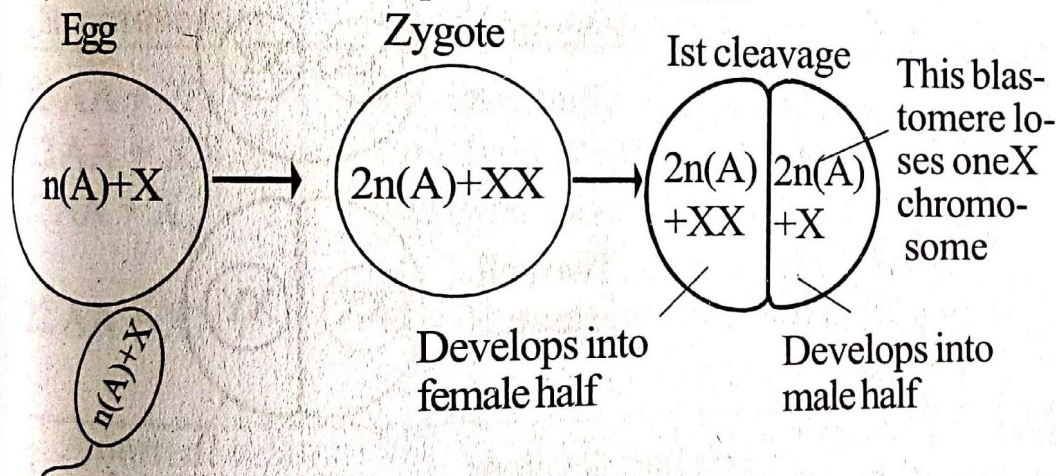 Egg
Zygote
Ist cleavage
This blas-
tomere lo-
ses oneX
chromo-
some
n(A)+X
2n(A)+XX
2n(A)
+XX
2n(A)
+X
n(A)+X
Develops into
female half
Develops into
male half